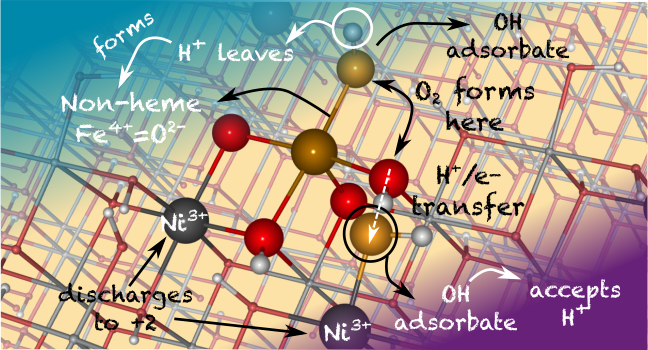 forms
H⁺ leaves
OH
adsorbate
Non-heme
Fe⁴⁺=O²⁻
O₂ forms
here
H⁺/e-
transfer
Ni³⁺
discharges
to +2
Ni³⁺
OH
adsorbate
accepts
H⁺